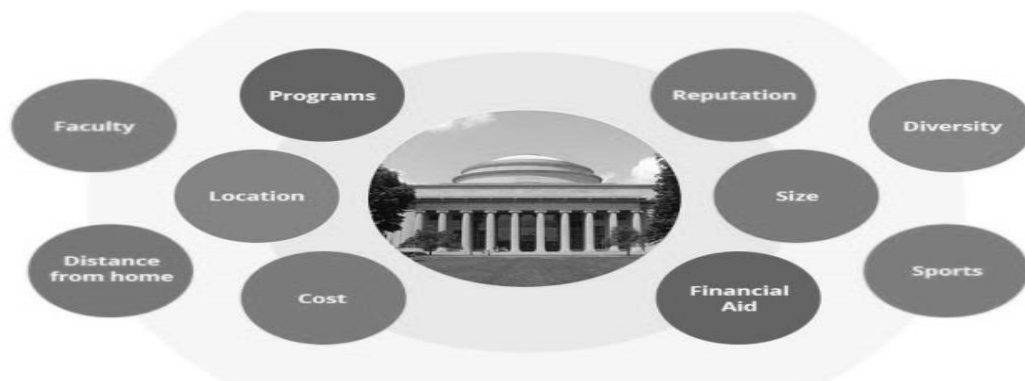 Programs
Reputation
Faculty
Diversity
Location
Size
Distance
from home
Cost
Financial
Aid
Sports